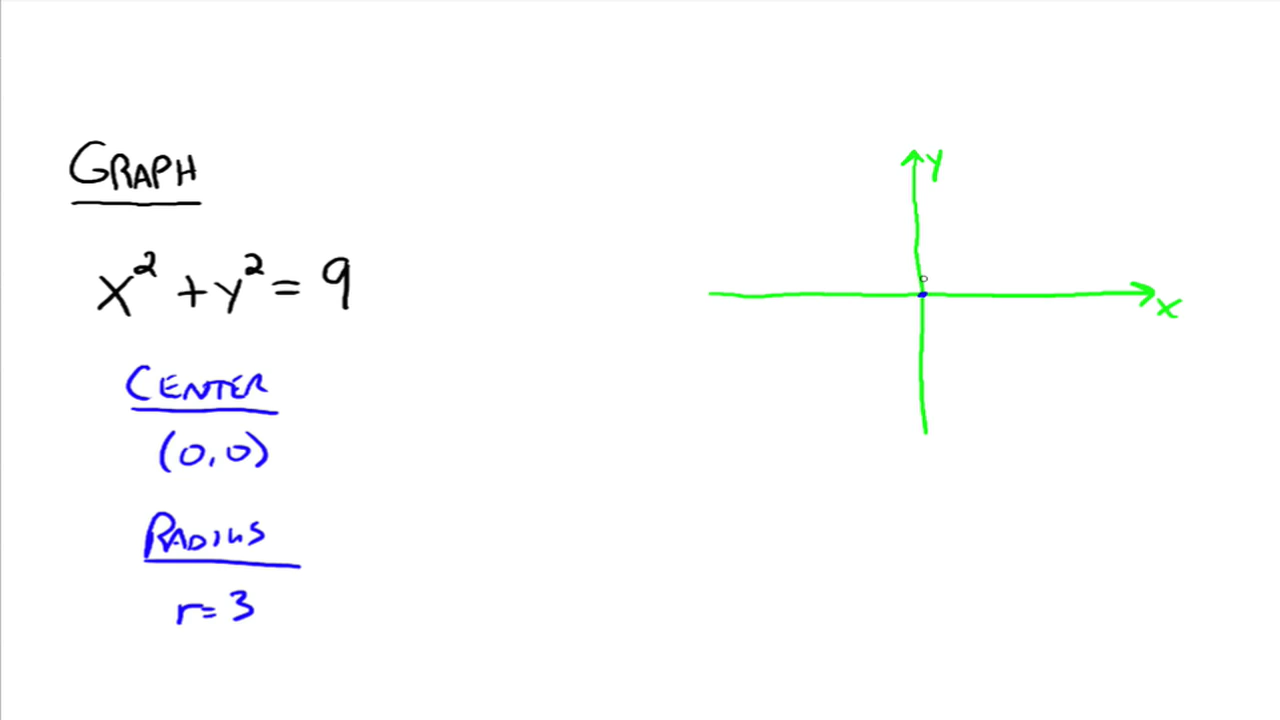 GRAPH
x² + y² = 9
CENTER
(0,0)
RADIUS
r = 3
y
x